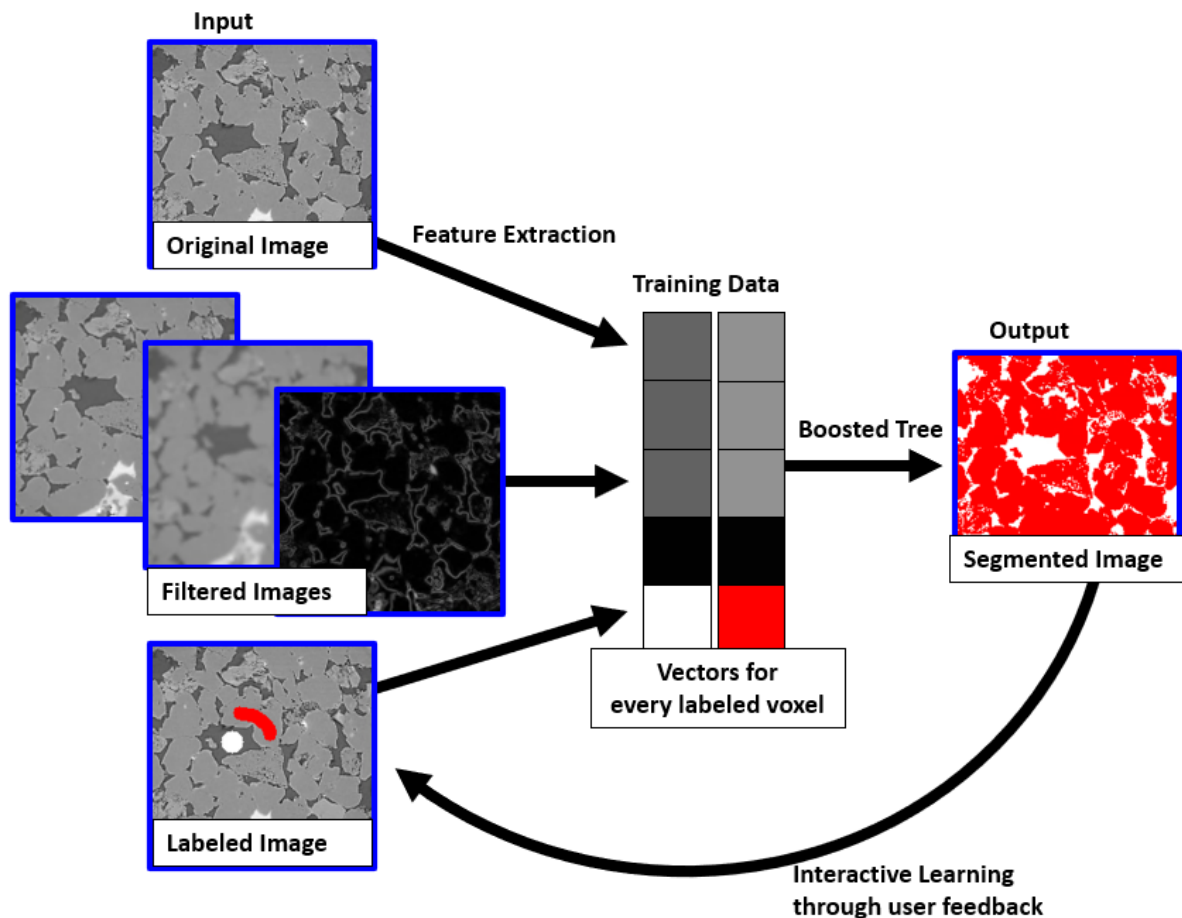 Input
Original Image
Feature Extraction
Training Data
Output
Boosted Tree
Filtered Images
Segmented Image
Vectors for
every labeled voxel
Labeled Image
Interactive Learning
through user feedback